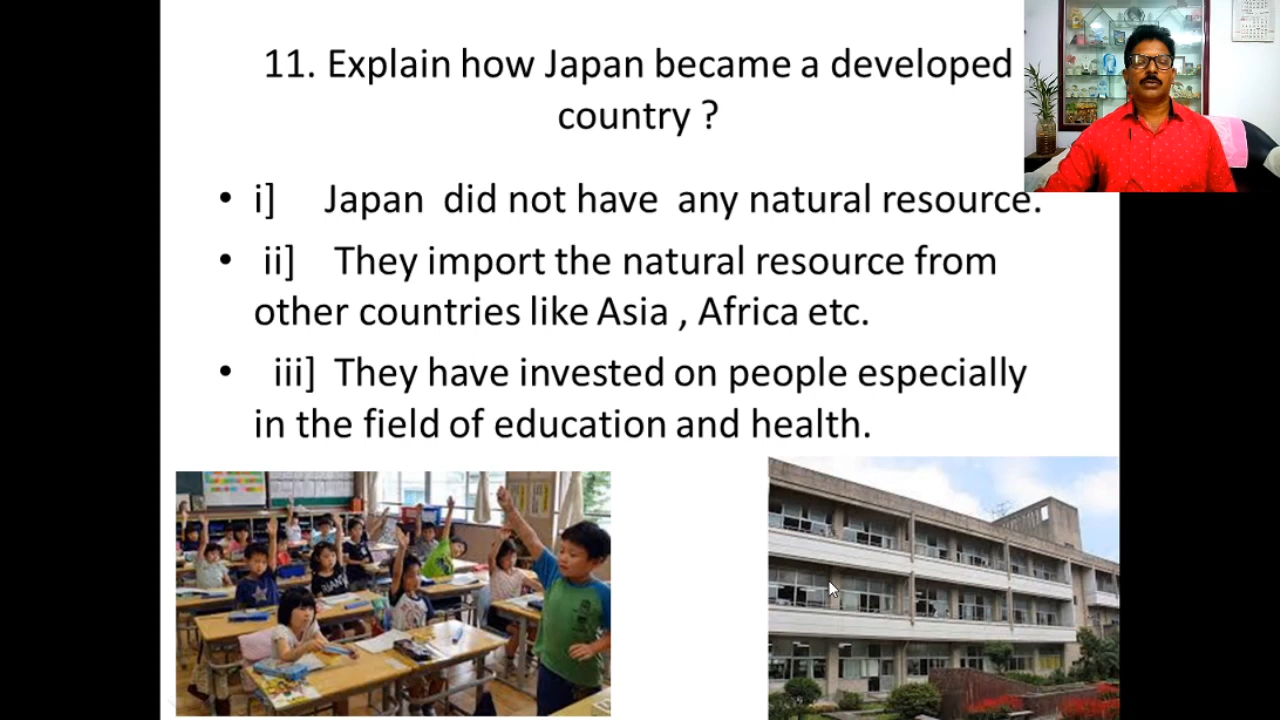 11. Explain how Japan became a developed
country ?
• i] Japan did not have any natural resource.
• ii] They import the natural resource from
other countries like Asia , Africa etc.
• iii] They have invested on people especially
in the field of education and health.